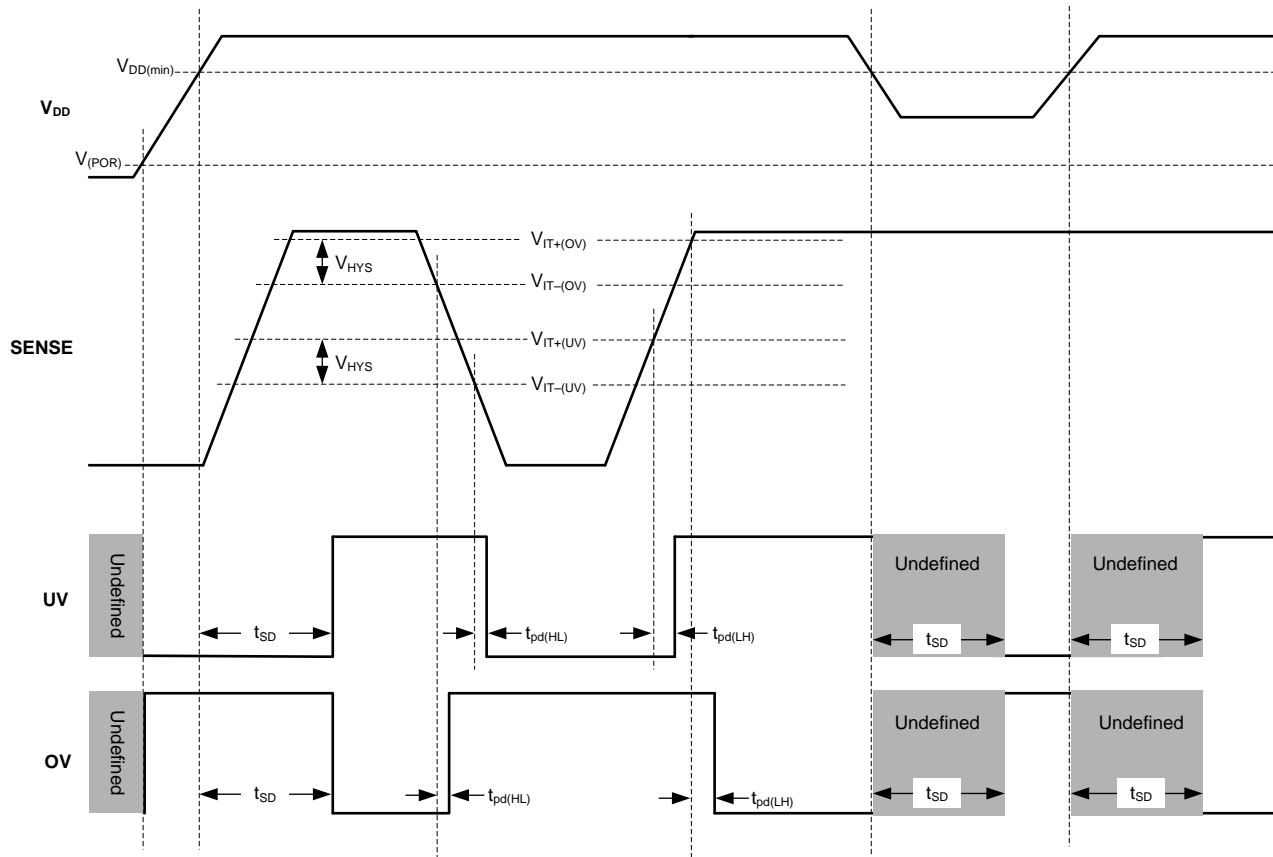 VDD(min)
VDD
V(POR)
VIT+(OV)
VHYS
VIT–(OV)
VIT+(UV)
SENSE
VHYS
VIT–(UV)
Undefined
Undefined
Undefined
UV
tSD
tpd(HL)
tpd(LH)
tSD
tSD
Undefined
Undefined
Undefined
OV
tSD
tpd(HL)
tpd(LH)
tSD
tSD